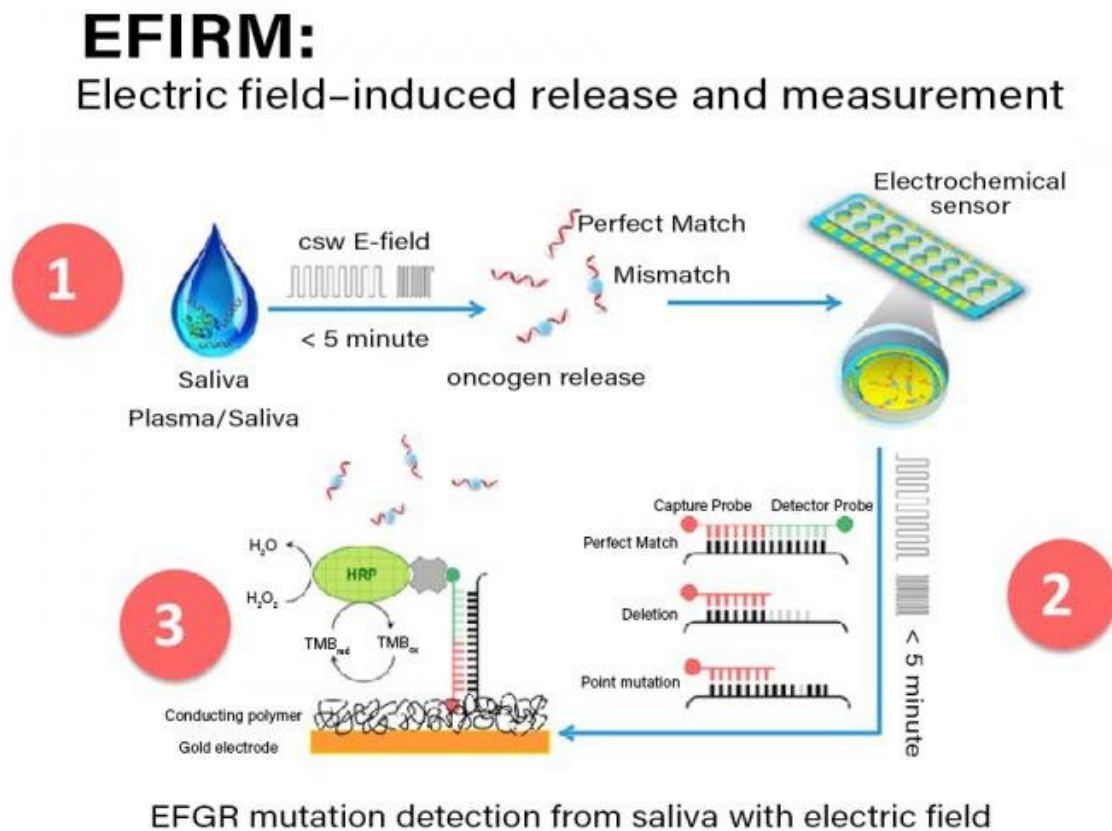 EFIRM:
Electric field–induced release and measurement
1
csw E-field
< 5 minute
Saliva
Plasma/Saliva
Perfect Match
Mismatch
oncogen release
Electrochemical
sensor
2
< 5 minute
Capture Probe
Detector Probe
Perfect Match
Deletion
Point mutation
3
H₂O
H₂O₂
HRP
TMBred
TMBox
Conducting polymer
Gold electrode
EFGR mutation detection from saliva with electric field